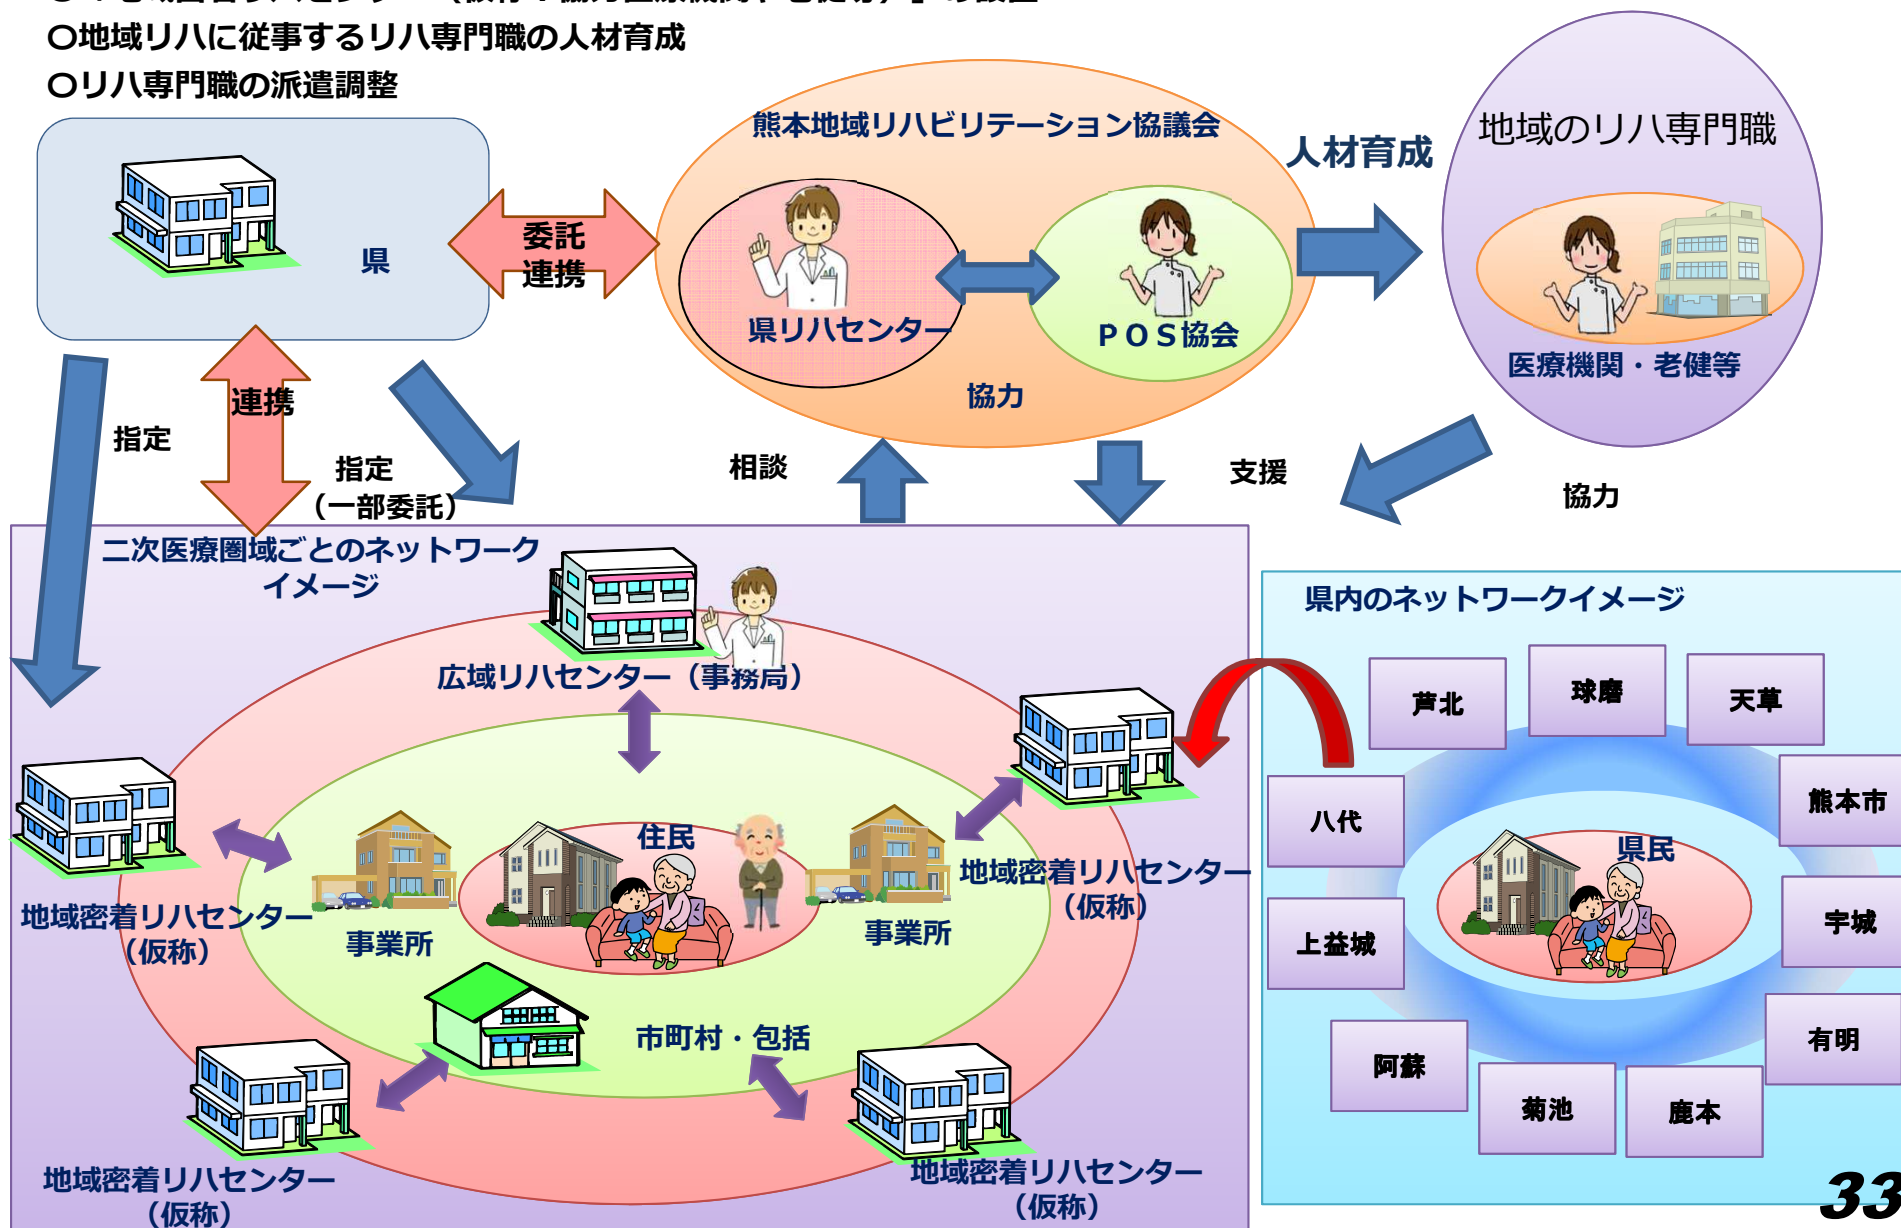 〇地域リハに従事するリハ専門職の人材育成
〇リハ専門職の派遣調整
県
委託
連携
熊本地域リハビリテーション協議会
県リハセンター
ＰＯＳ協会
協力
人材育成
地域のリハ専門職
医療機関・老健等
指定
連携
指定
（一部委託）
相談
支援
協力
二次医療圏域ごとのネットワーク
イメージ
広域リハセンター（事務局）
住民
事業所
事業所
地域密着リハセンター
（仮称）
地域密着リハセンター
（仮称）
市町村・包括
地域密着リハセンター
（仮称）
地域密着リハセンター
（仮称）
県内のネットワークイメージ
芦北
球磨
天草
八代
熊本市
県民
上益城
宇城
阿蘇
有明
菊池
鹿本
33